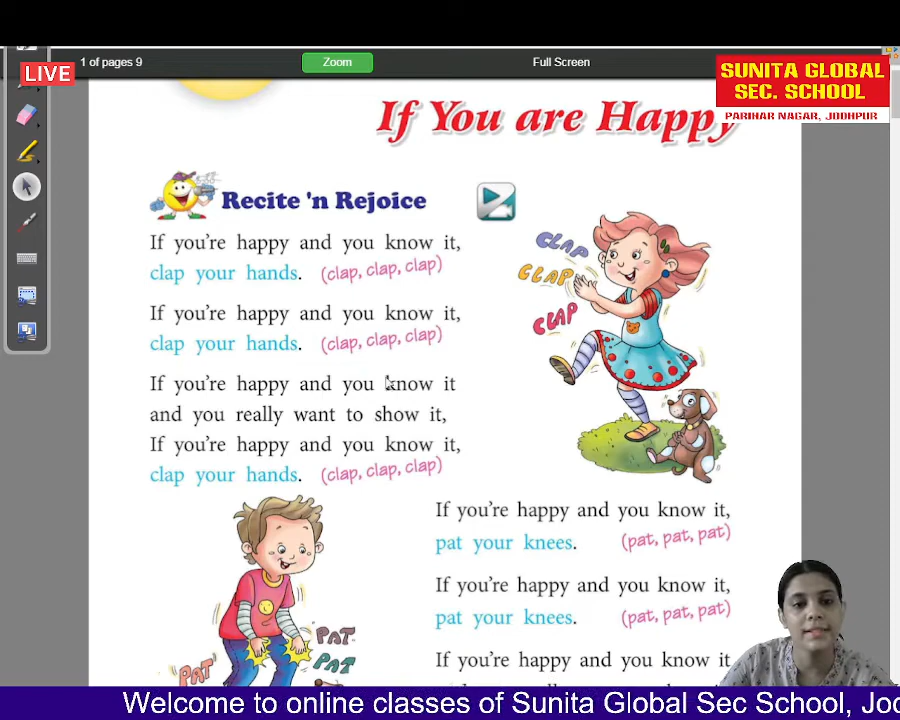 1 of pages 9
Zoom
Full Screen
LIVE
SUNITA GLOBAL
SEC. SCHOOL
PARIHAR NAGAR, JODHPUR
If You are Happy
Recite 'n Rejoice
If you're happy and you know it,
clap your hands. (clap, clap, clap)
If you're happy and you know it,
clap your hands. (clap, clap, clap)
If you're happy and you know it
and you really want to show it,
If you're happy and you know it,
clap your hands. (clap, clap, clap)
CLAP
CLAP
CLAP
If you're happy and you know it,
pat your knees. (pat, pat, pat)
If you're happy and you know it,
pat your knees. (pat, pat, pat)
If you're happy and you know it
PAT
PAT
PAT
Welcome to online classes of Sunita Global Sec School,